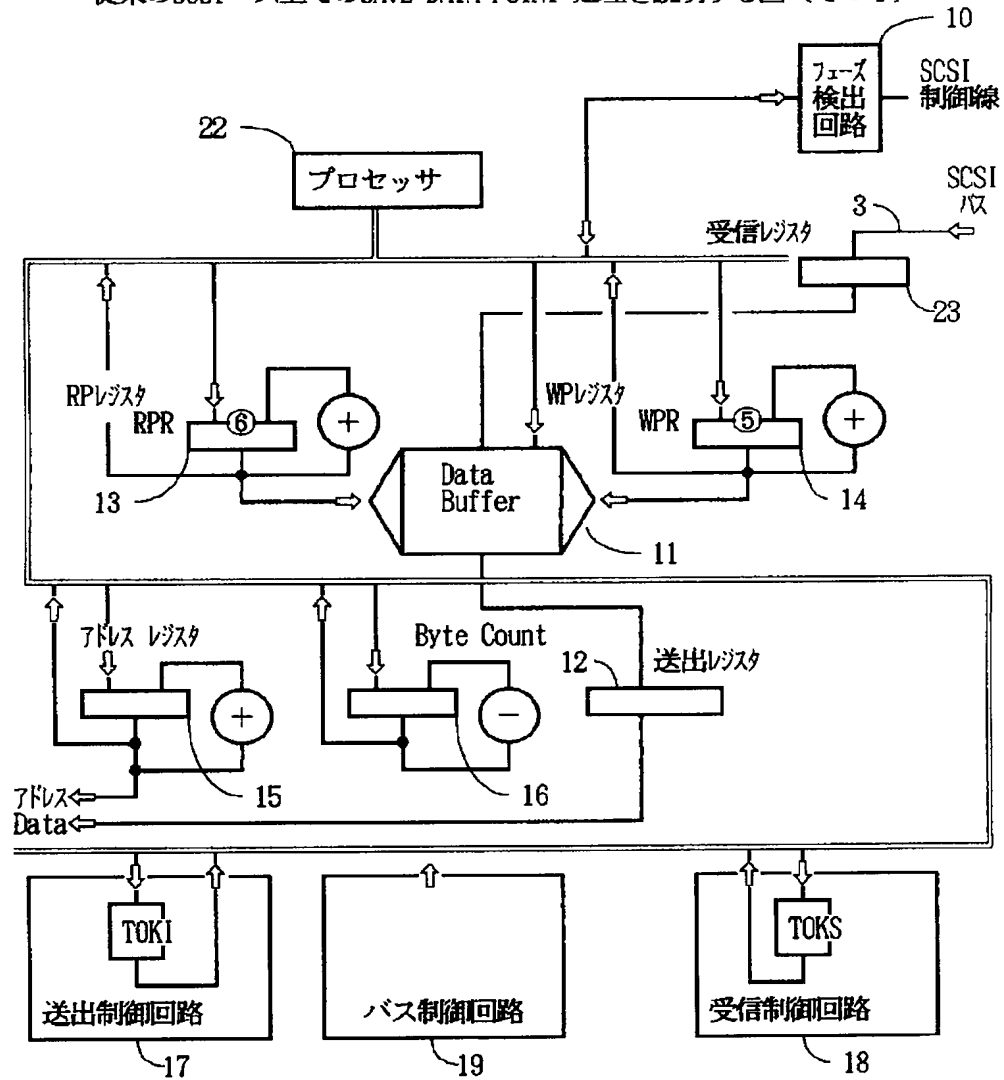 10
フェーズ
検出
回路
SCSI
制御線
22
プロセッサ
SCSI
バス
3
受信レジスタ
23
RPレジスタ
RPR
⑥
+
13
WPレジスタ
WPR
⑤
+
14
Data
Buffer
11
アドレス レジスタ
+
15
Byte Count
−
16
12
送出レジスタ
アドレス
Data
TOKI
送出制御回路
17
バス制御回路
19
TOKS
受信制御回路
18